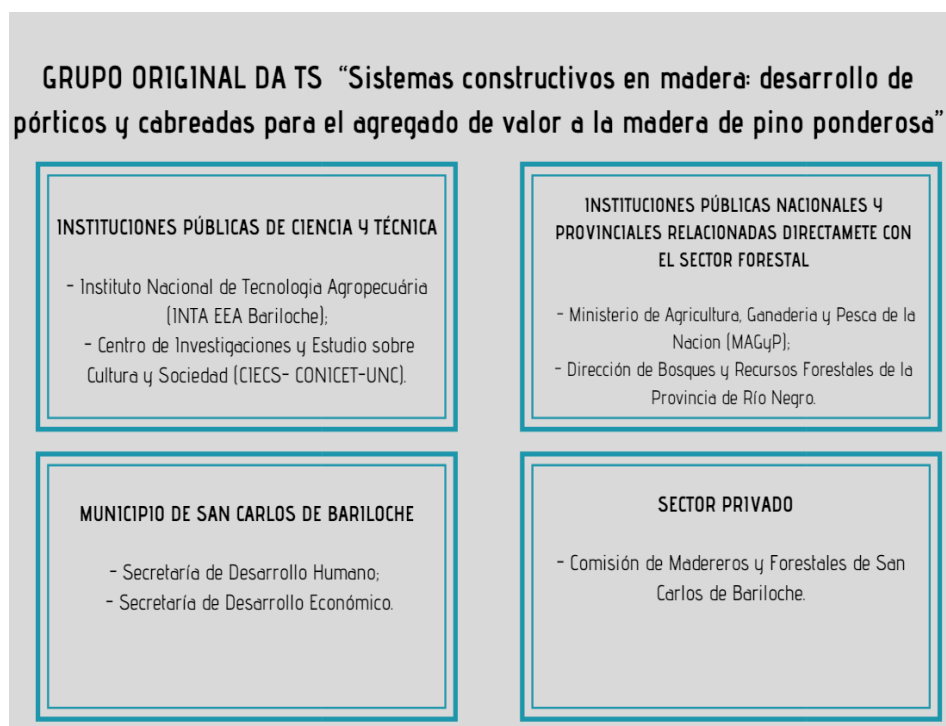 GRUPO ORIGINAL DA TS “Sistemas constructivos en madera: desarrollo de
pórticos y cabreadas para el agregado de valor a la madera de pino ponderosa”
INSTITUCIONES PÚBLICAS DE CIENCIA Y TÉCNICA
- Instituto Nacional de Tecnologia Agropecuária
(INTA EEA Bariloche);
- Centro de Investigaciones y Estudio sobre
Cultura y Sociedad (CIECS- CONICET-UNC).
INSTITUCIONES PÚBLICAS NACIONALES Y
PROVINCIALES RELACIONADAS DIRECTAMETE CON
EL SECTOR FORESTAL
- Ministerio de Agricultura, Ganaderia y Pesca de la
Nacion (MAGyP);
- Dirección de Bosques y Recursos Forestales de la
Provincia de Río Negro.
MUNICIPIO DE SAN CARLOS DE BARILOCHE
- Secretaría de Desarrollo Humano;
- Secretaría de Desarrollo Económico.
SECTOR PRIVADO
- Comisión de Madereros y Forestales de San
Carlos de Bariloche.